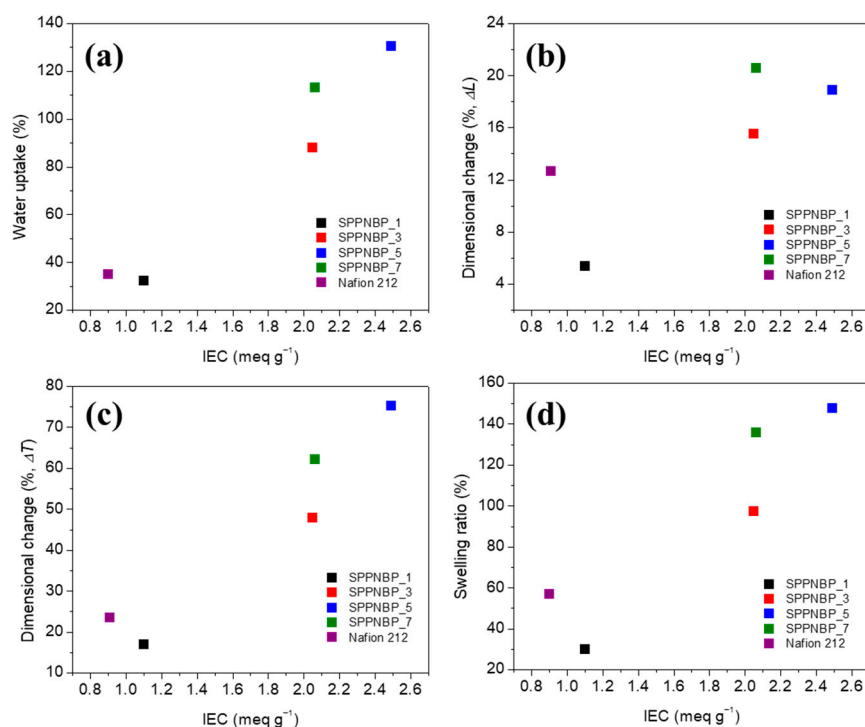 (a)
Water uptake (%)
140
120
100
80
60
40
20
SPPNBP_1
SPPNBP_3
SPPNBP_5
SPPNBP_7
Nafion 212
0.8 1.0 1.2 1.4 1.6 1.8 2.0 2.2 2.4 2.6
IEC (meq g⁻¹)
(b)
Dimensional change (%, ΔL)
24
20
16
12
8
4
SPPNBP_1
SPPNBP_3
SPPNBP_5
SPPNBP_7
Nafion 212
0.8 1.0 1.2 1.4 1.6 1.8 2.0 2.2 2.4 2.6
IEC (meq g⁻¹)
(c)
Dimensional change (%, ΔT)
80
70
60
50
40
30
20
10
SPPNBP_1
SPPNBP_3
SPPNBP_5
SPPNBP_7
Nafion 212
0.8 1.0 1.2 1.4 1.6 1.8 2.0 2.2 2.4 2.6
IEC (meq g⁻¹)
(d)
Swelling ratio (%)
160
140
120
100
80
60
40
20
SPPNBP_1
SPPNBP_3
SPPNBP_5
SPPNBP_7
Nafion 212
0.8 1.0 1.2 1.4 1.6 1.8 2.0 2.2 2.4 2.6
IEC (meq g⁻¹)